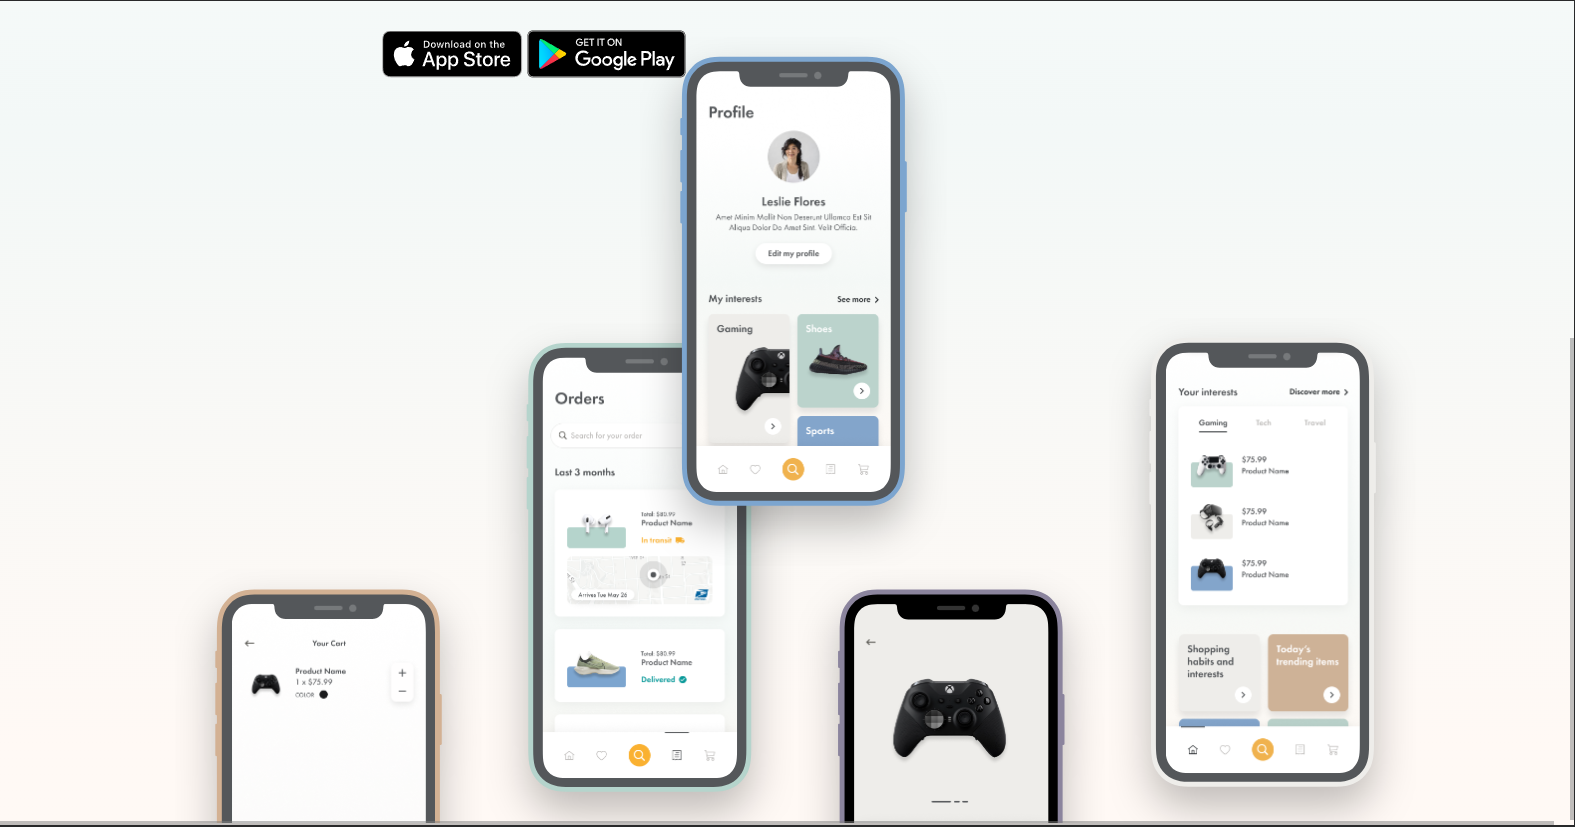 Download on the
App Store
GET IT ON
Google Play
Profile
Leslie Flores
Amet Minim Mollit Non Deserunt Ullamco Est Sit
Aliqua Dolor Do Amet Sint. Velit Officia.
Edit my profile
My interests
See more
Gaming
Shoes
Sports
Orders
Search for your order
Last 3 months
Total: $80.99
Product Name
In transit
Arrives Tue May 26
Total: $80.99
Product Name
Delivered
Your interests
Discover more
Gaming
Tech
Travel
$75.99
Product Name
$75.99
Product Name
$75.99
Product Name
Shopping
habits and
interests
Today's
trending items
Your Cart
Product Name
1 x $75.99
COLOR